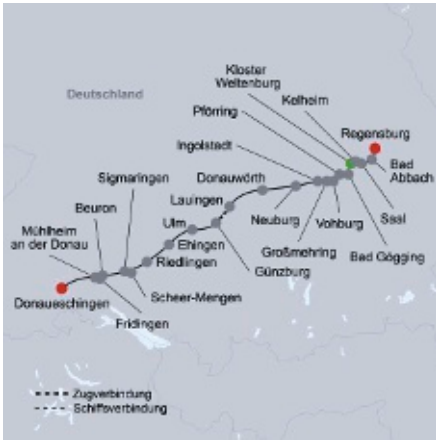 Kloster
Weltenburg
Deutschland
Kelheim
Pförring
Regensburg
Ingolstadt
Bad
Abbach
Sigmaringen
Donauwörth
Lauingen
Saal
Beuron
Neuburg
Vohburg
Mühlheim
an der Donau
Ulm
Ehingen
Großmehring
Bad Gögging
Riedlingen
Günzburg
Donaueschingen
Scheer-Mengen
Fridingen
Zugverbindung
Schiffsverbindung